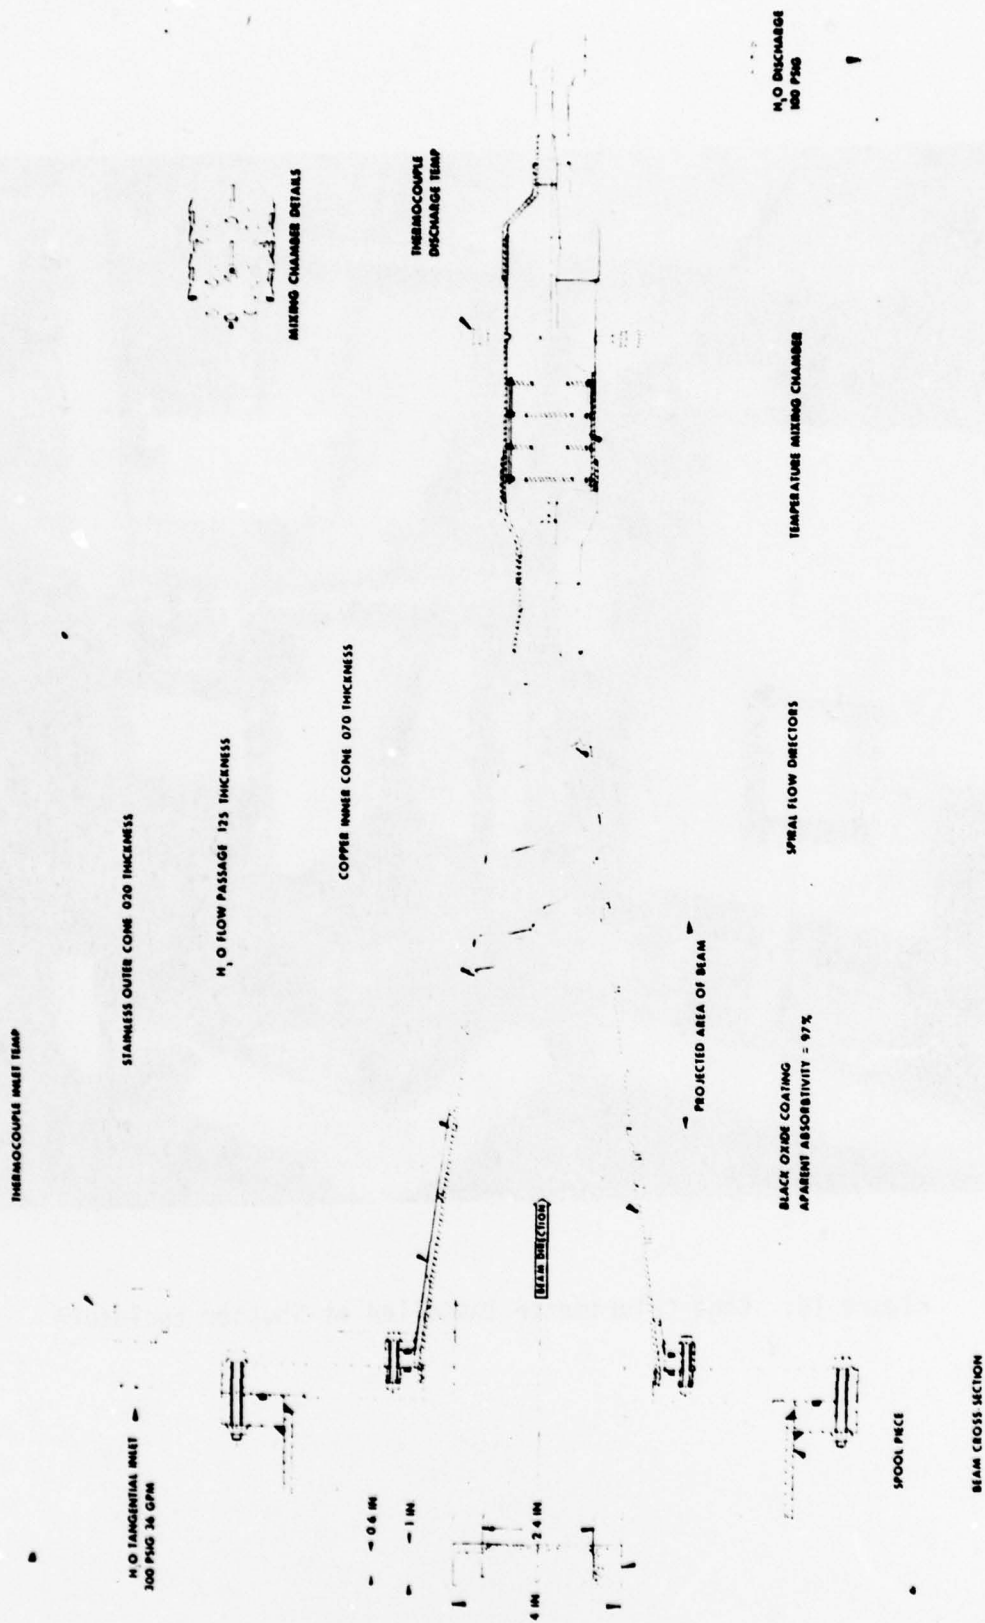 THERMOCOUPLE INLET TEMP
H2O TANGENTIAL INLET
300 PSIG 36 GPM
STAINLESS OUTER CONE 020 THICKNESS
H2O FLOW PASSAGE 125 THICKNESS
COPPER INNER CONE 070 THICKNESS
MIXING CHAMBER DETAILS
THERMOCOUPLE
DISCHARGE TEMP
0.6 IN
1 IN
2.4 IN
4 IN
BEAM DIRECTION
PROJECTED AREA OF BEAM
BLACK OXIDE COATING
APARENT ABSORBTIVITY = 97%
SPIRAL FLOW DIRECTORS
TEMPERATURE MIXING CHAMBER
H2O DISCHARGE
100 PSIG
SPOOL PIECE
BEAM CROSS-SECTION